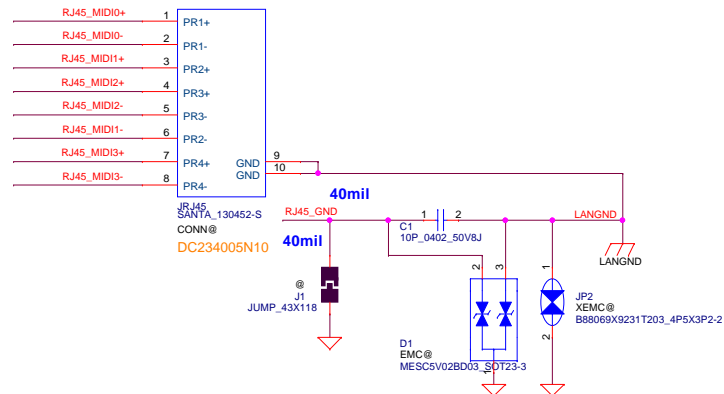 RJ45_MIDI0+ 1 PR1+
RJ45_MIDI0- 2 PR1-
RJ45_MIDI1+ 3 PR2+
RJ45_MIDI2+ 4 PR3+
RJ45_MIDI2- 5 PR3-
RJ45_MIDI1- 6 PR2-
RJ45_MIDI3+ 7 PR4+ GND 9
RJ45_MIDI3- 8 PR4- GND 10
JRJ45
SANTA_130452-S
CONN@
DC234005N10
40mil
RJ45_GND 1 2 LANGND
40mil
C1
10P_0402_50V8J
LANGND
@
J1
JUMP_43X118
2 3
D1
EMC@
MESC5V02BD03_SOT23-3
1
1
JP2
XEMC@
B88069X9231T203_4P5X3P2-2
2